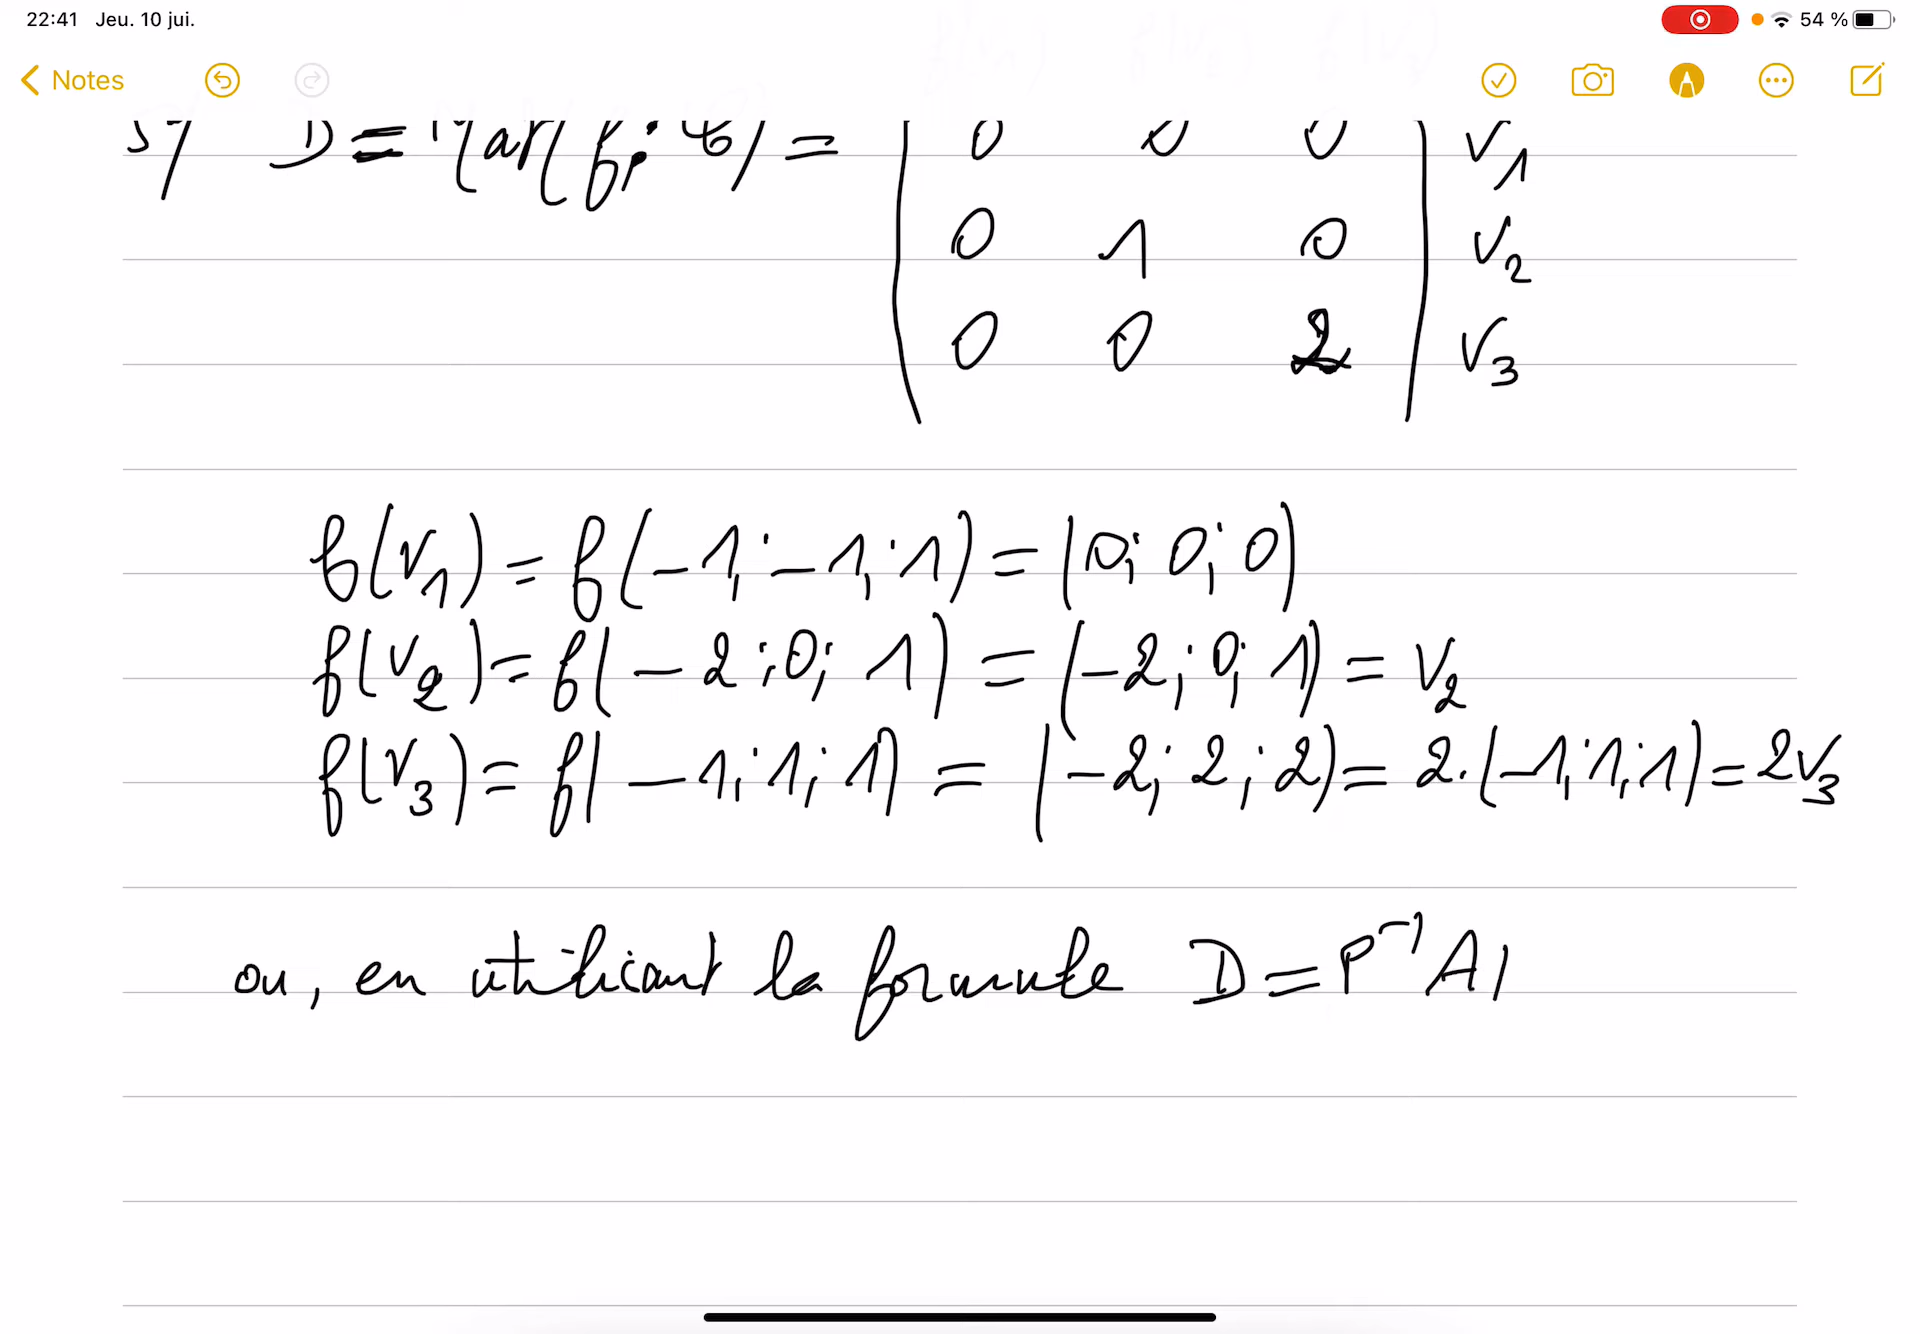 22:41 Jeu. 10 jui. 54 %
Notes
5/ D = Mat(f; 𝓑') = | 0 0 0 | v₁
| 0 1 0 | v₂
| 0 0 2 | v₃
f(v₁) = f(-1; -1; 1) = (0; 0; 0)
f(v₂) = f(-2; 0; 1) = (-2; 0; 1) = v₂
f(v₃) = f(-1; 1; 1) = (-2; 2; 2) = 2.(-1; 1; 1) = 2v₃
ou, en utilisant la formule D = P⁻¹A